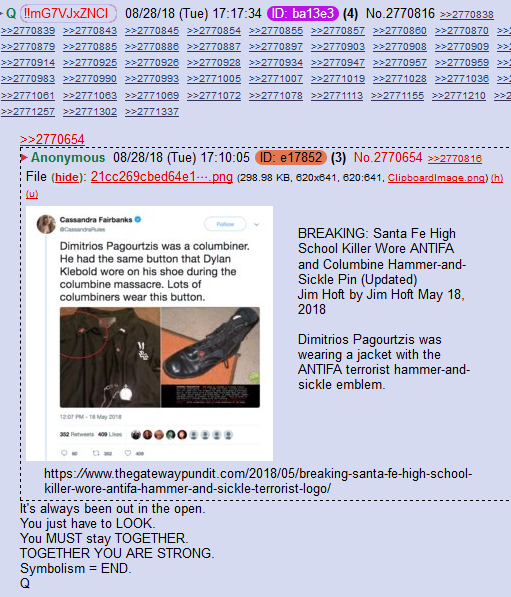 Q !!mG7VJxZNCI 08/28/18 (Tue) 17:17:34 ID: ba13e3 (4) No.2770816 >>2770838
>>2770839 >>2770843 >>2770845 >>2770854 >>2770855 >>2770857 >>2770860 >>2770870
>>2770879 >>2770885 >>2770886 >>2770887 >>2770897 >>2770903 >>2770904 >>2770909
>>2770914 >>2770925 >>2770926 >>2770928 >>2770934 >>2770947 >>2770957 >>2770959
>>2770983 >>2770990 >>2770993 >>2771005 >>2771007 >>2771019 >>2771028 >>2771036
>>2771061 >>2771063 >>2771069 >>2771072 >>2771078 >>2771113 >>2771155 >>2771210
>>2771257 >>2771302 >>2771337
>>2770654
Anonymous 08/28/18 (Tue) 17:10:05 ID: e17852 (3) No.2770654 >>2770816
File (hide): 21cc269cbed64e1⋯.png (298.98 KB, 620x641, 620:641, ClipboardImage.png) (h)
(u)
Cassandra Fairbanks
@CassandraRules
Follow
Dimitrios Pagourtzis was a columbiner.
He had the same button that Dylan
Klebold wore on his shoe during the
columbine massacre. Lots of
columbiners wear this button.
12:07 PM - 18 May 2018
352 Retweets 409 Likes
60 352 409
BREAKING: Santa Fe High
School Killer Wore ANTIFA
and Columbine Hammer-and-
Sickle Pin (Updated)
Jim Hoft by Jim Hoft May 18,
2018
Dimitrios Pagourtzis was
wearing a jacket with the
ANTIFA terrorist hammer-and-
sickle emblem.
https://www.thegatewaypundit.com/2018/05/breaking-santa-fe-high-school-
killer-wore-antifa-hammer-and-sickle-terrorist-logo/
It's always been out in the open.
You just have to LOOK.
You MUST stay TOGETHER.
TOGETHER YOU ARE STRONG.
Symbolism = END.
Q